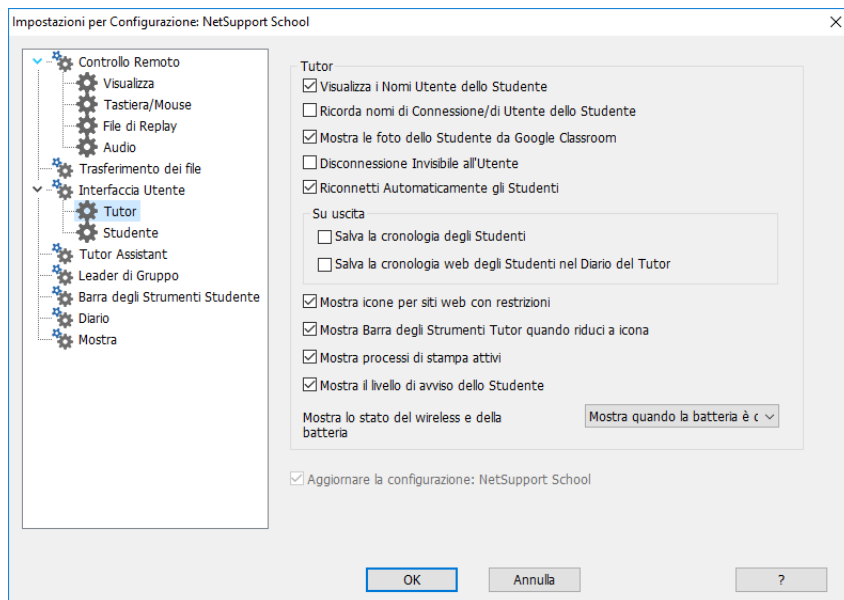 Impostazioni per Configurazione: NetSupport School
Controllo Remoto
Visualizza
Tastiera/Mouse
File di Replay
Audio
Trasferimento dei file
Interfaccia Utente
Tutor
Studente
Tutor Assistant
Leader di Gruppo
Barra degli Strumenti Studente
Diario
Mostra
Tutor
Visualizza i Nomi Utente dello Studente
Ricorda nomi di Connessione/di Utente dello Studente
Mostra le foto dello Studente da Google Classroom
Disconnessione Invisibile all'Utente
Riconnetti Automaticamente gli Studenti
Su uscita
Salva la cronologia degli Studenti
Salva la cronologia web degli Studenti nel Diario del Tutor
Mostra icone per siti web con restrizioni
Mostra Barra degli Strumenti Tutor quando riduci a icona
Mostra processi di stampa attivi
Mostra il livello di avviso dello Studente
Mostra lo stato del wireless e della
batteria
Mostra quando la batteria è
Aggiornare la configurazione: NetSupport School
OK
Annulla
?